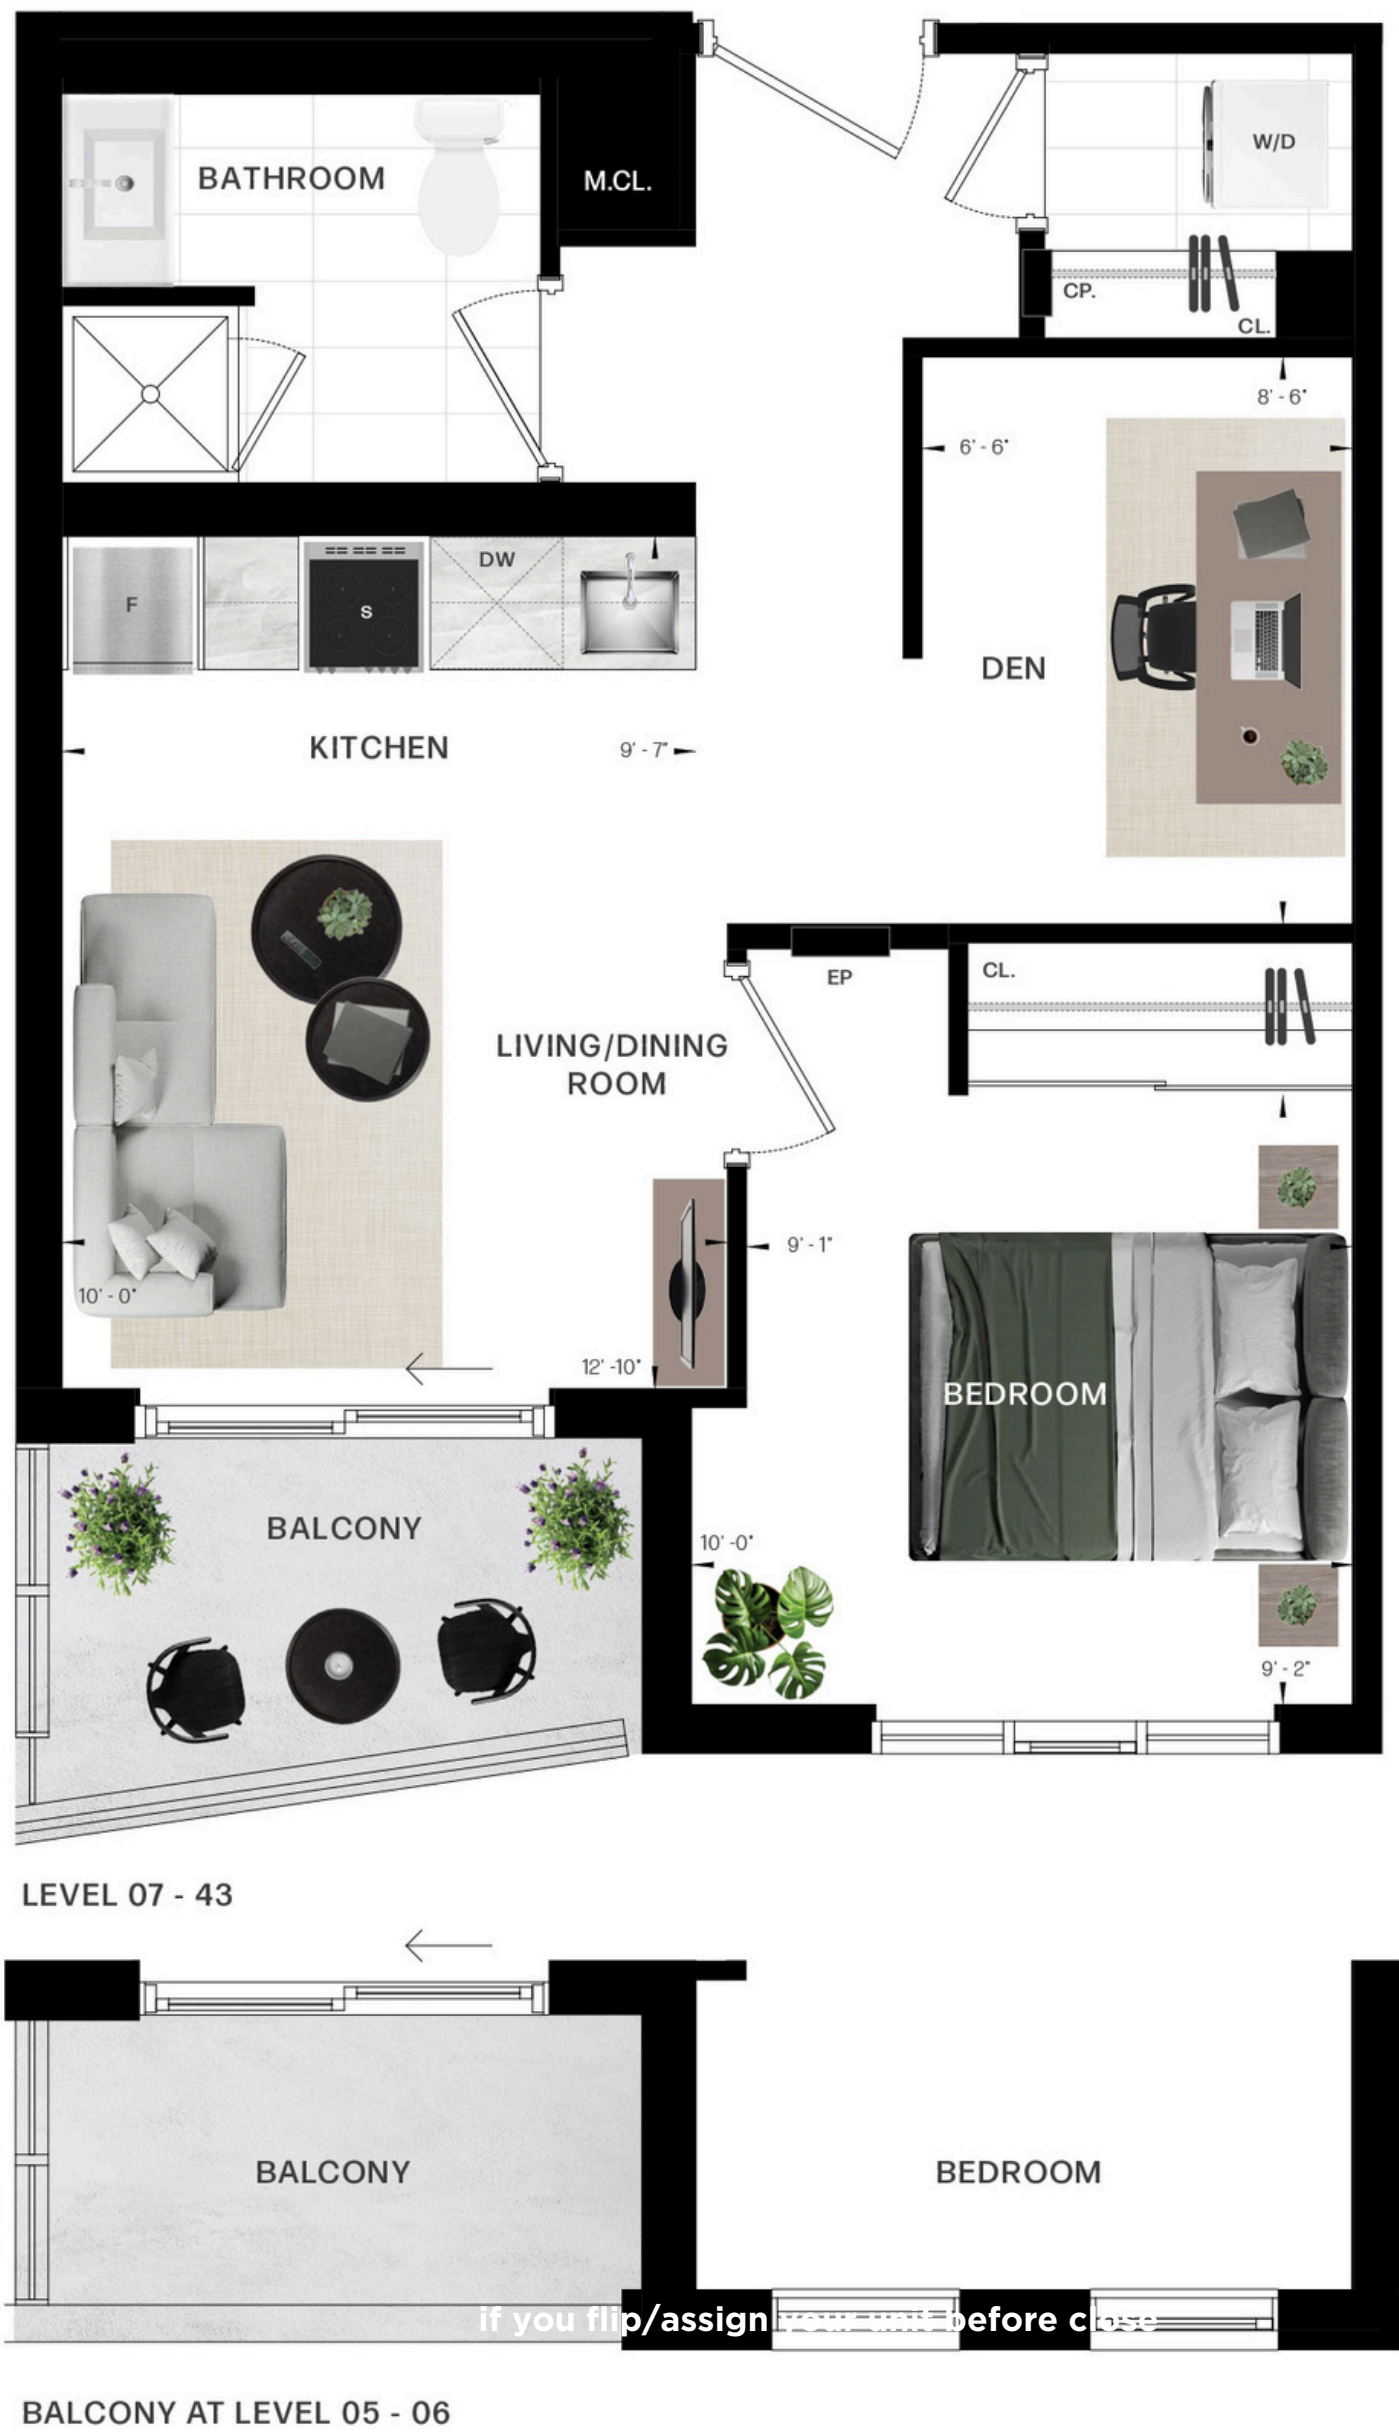 BATHROOM
M.CL.
W/D
CP.
CL.
8' - 6"
6' - 6"
F
S
DW
DEN
KITCHEN
9' - 7"
EP
CL.
LIVING/DINING
ROOM
9' - 1"
10' - 0"
12' -10"
BEDROOM
BALCONY
10' -0"
9' - 2"
LEVEL 07 - 43
BALCONY
BEDROOM
if you flip/assign your unit before close
BALCONY AT LEVEL 05 - 06